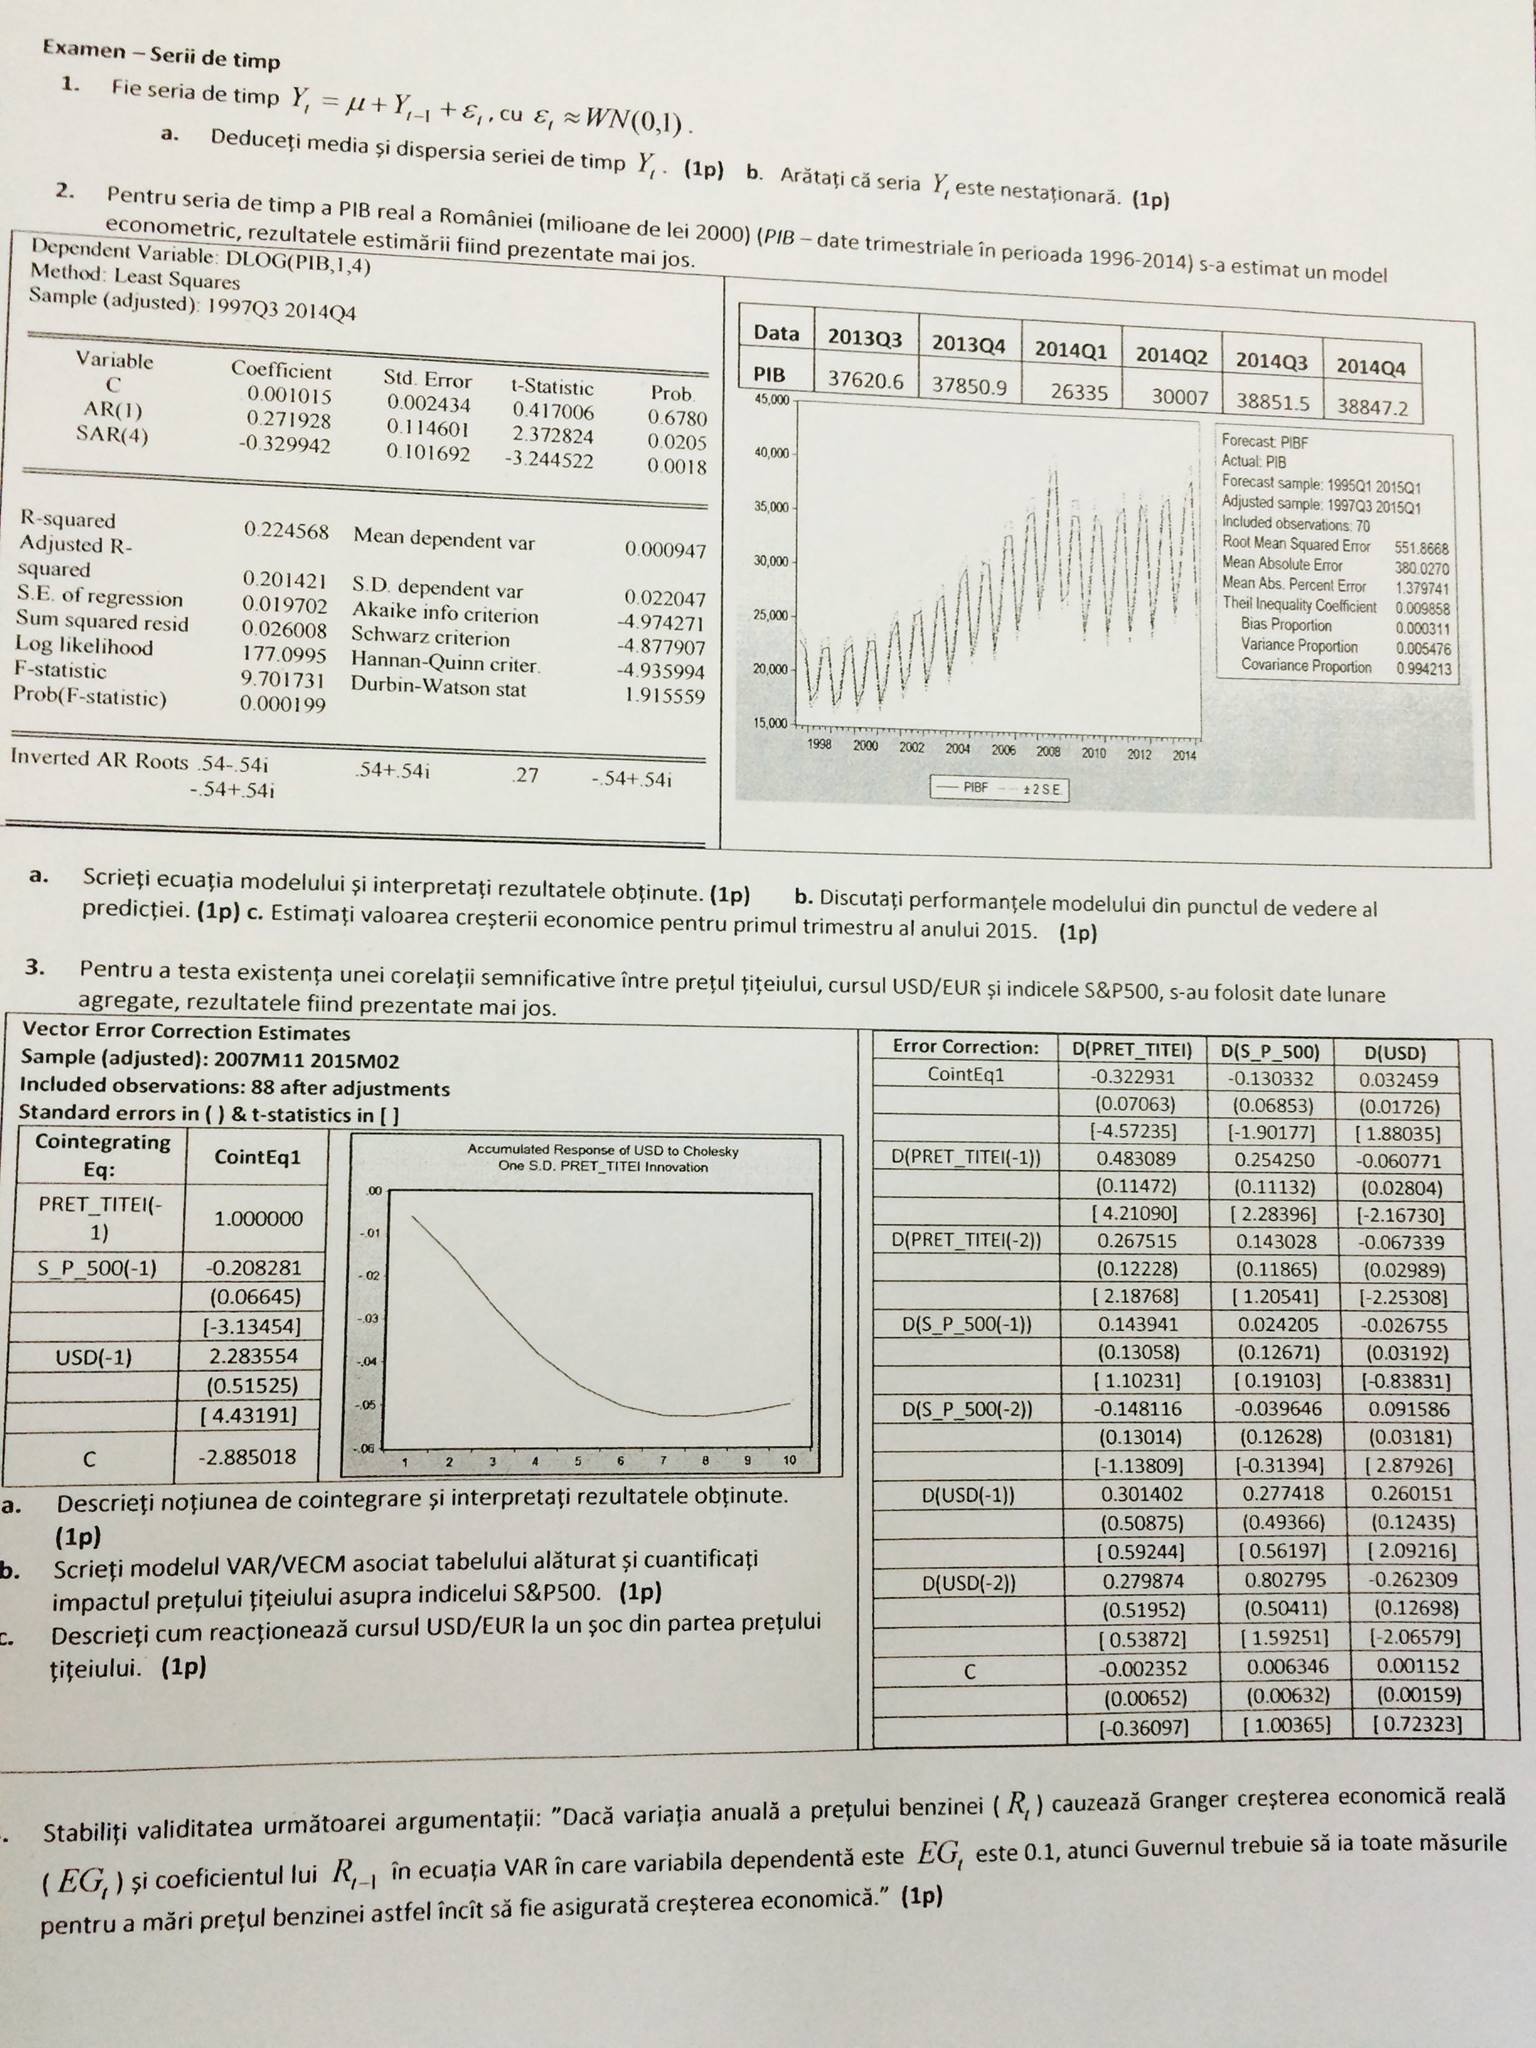 Examen – Serii de timp
1. Fie seria de timp Y_t = μ + Y_{t-1} + ε_t, cu ε_t ≈ WN(0,1).
a. Deduceți media și dispersia seriei de timp Y_t. (1p) b. Arătați că seria Y_t este nestaționară. (1p)
2. Pentru seria de timp a PIB real a României (milioane de lei 2000) (PIB – date trimestriale în perioada 1996-2014) s-a estimat un model
econometric, rezultatele estimării fiind prezentate mai jos.
Dependent Variable: DLOG(PIB,1,4)
Method: Least Squares
Sample (adjusted): 1997Q3 2014Q4
Variable Coefficient Std. Error t-Statistic Prob.
C 0.001015 0.002434 0.417006 0.6780
AR(1) 0.271928 0.114601 2.372824 0.0205
SAR(4) -0.329942 0.101692 -3.244522 0.0018
R-squared 0.224568 Mean dependent var 0.000947
Adjusted R-
squared 0.201421 S.D. dependent var 0.022047
S.E. of regression 0.019702 Akaike info criterion -4.974271
Sum squared resid 0.026008 Schwarz criterion -4.877907
Log likelihood 177.0995 Hannan-Quinn criter. -4.935994
F-statistic 9.701731 Durbin-Watson stat 1.915559
Prob(F-statistic) 0.000199
Inverted AR Roots .54-.54i .54+.54i .27 -.54+.54i
-.54+.54i
Data 2013Q3 2013Q4 2014Q1 2014Q2 2014Q3 2014Q4
PIB 37620.6 37850.9 26335 30007 38851.5 38847.2
45,000
40,000
35,000
30,000
25,000
20,000
15,000
1998 2000 2002 2004 2006 2008 2010 2012 2014
PIBF ± 2 S.E.
Forecast: PIBF
Actual: PIB
Forecast sample: 1995Q1 2015Q1
Adjusted sample: 1997Q3 2015Q1
Included observations: 70
Root Mean Squared Error 551.8668
Mean Absolute Error 380.0270
Mean Abs. Percent Error 1.379741
Theil Inequality Coefficient 0.009858
Bias Proportion 0.000311
Variance Proportion 0.005476
Covariance Proportion 0.994213
a. Scrieți ecuația modelului și interpretați rezultatele obținute. (1p) b. Discutați performanțele modelului din punctul de vedere al
predicției. (1p) c. Estimați valoarea creșterii economice pentru primul trimestru al anului 2015. (1p)
3. Pentru a testa existența unei corelații semnificative între prețul țițeiului, cursul USD/EUR și indicele S&P500, s-au folosit date lunare
agregate, rezultatele fiind prezentate mai jos.
Vector Error Correction Estimates
Sample (adjusted): 2007M11 2015M02
Included observations: 88 after adjustments
Standard errors in ( ) & t-statistics in [ ]
Cointegrating
Eq: CointEq1
PRET_TITEI(-
1) 1.000000
S_P_500(-1) -0.208281
(0.06645)
[-3.13454]
USD(-1) 2.283554
(0.51525)
[ 4.43191]
C -2.885018
Accumulated Response of USD to Cholesky
One S.D. PRET_TITEI Innovation
.00
-.01
-.02
-.03
-.04
-.05
-.06
1 2 3 4 5 6 7 8 9 10
Error Correction: D(PRET_TITEI) D(S_P_500) D(USD)
CointEq1 -0.322931 -0.130332 0.032459
(0.07063) (0.06853) (0.01726)
[-4.57235] [-1.90177] [ 1.88035]
D(PRET_TITEI(-1)) 0.483089 0.254250 -0.060771
(0.11472) (0.11132) (0.02804)
[ 4.21090] [ 2.28396] [-2.16730]
D(PRET_TITEI(-2)) 0.267515 0.143028 -0.067339
(0.12228) (0.11865) (0.02989)
[ 2.18768] [ 1.20541] [-2.25308]
D(S_P_500(-1)) 0.143941 0.024205 -0.026755
(0.13058) (0.12671) (0.03192)
[ 1.10231] [ 0.19103] [-0.83831]
D(S_P_500(-2)) -0.148116 -0.039646 0.091586
(0.13014) (0.12628) (0.03181)
[-1.13809] [-0.31394] [ 2.87926]
D(USD(-1)) 0.301402 0.277418 0.260151
(0.50875) (0.49366) (0.12435)
[ 0.59244] [ 0.56197] [ 2.09216]
D(USD(-2)) 0.279874 0.802795 -0.262309
(0.51952) (0.50411) (0.12698)
[ 0.53872] [ 1.59251] [-2.06579]
C -0.002352 0.006346 0.001152
(0.00652) (0.00632) (0.00159)
[-0.36097] [ 1.00365] [ 0.72323]
a. Descrieți noțiunea de cointegrare și interpretați rezultatele obținute.
(1p)
b. Scrieți modelul VAR/VECM asociat tabelului alăturat și cuantificați
impactul prețului țițeiului asupra indicelui S&P500. (1p)
c. Descrieți cum reacționează cursul USD/EUR la un șoc din partea prețului
țițeiului. (1p)
Stabiliți validitatea următoarei argumentații: "Dacă variația anuală a prețului benzinei ( R_t ) cauzează Granger creșterea economică reală
( EG_t ) și coeficientul lui R_{t-1} în ecuația VAR în care variabila dependentă este EG_t este 0.1, atunci Guvernul trebuie să ia toate măsurile
pentru a mări prețul benzinei astfel încît să fie asigurată creșterea economică." (1p)